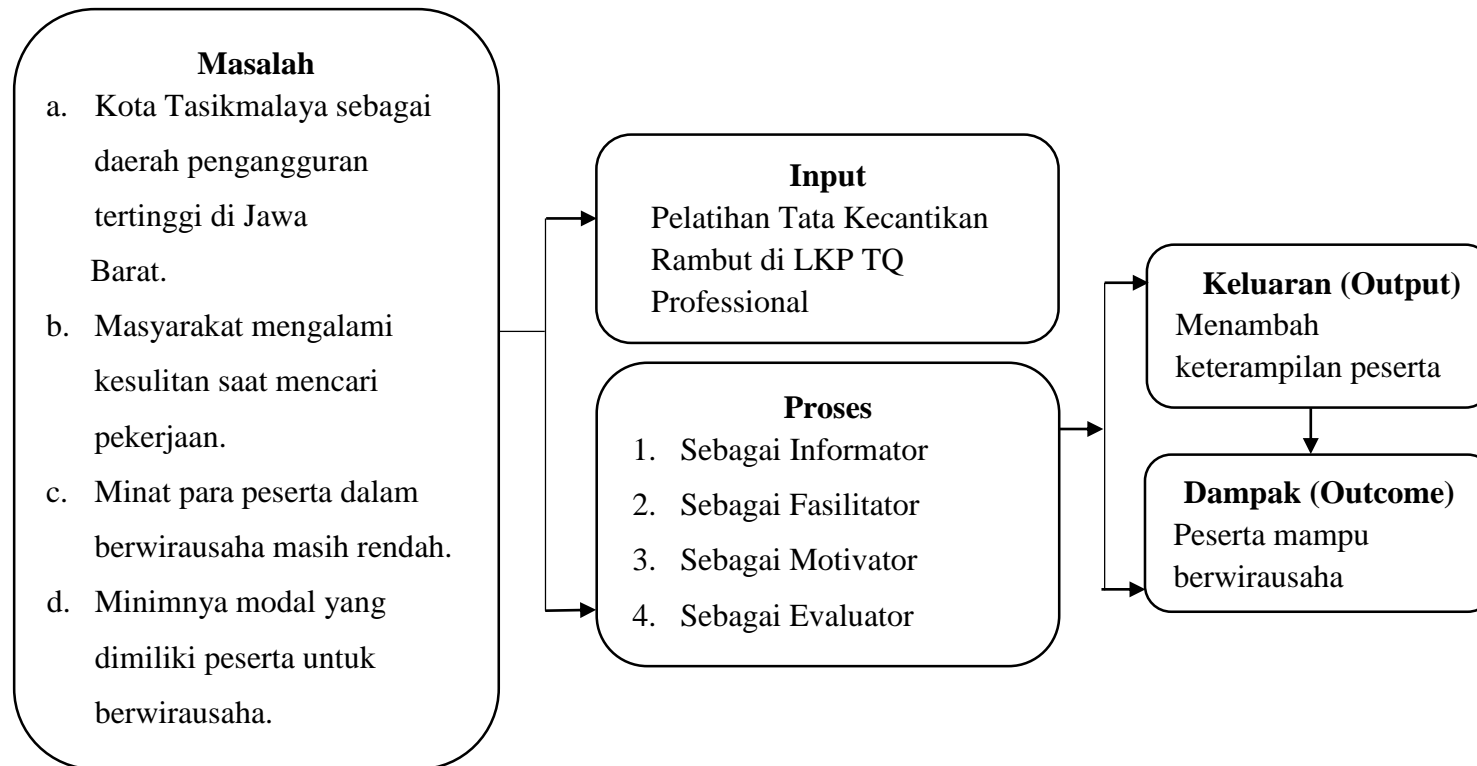 Masalah
a. Kota Tasikmalaya sebagai
daerah pengangguran
tertinggi di Jawa
Barat.
b. Masyarakat mengalami
kesulitan saat mencari
pekerjaan.
c. Minat para peserta dalam
berwirausaha masih rendah.
d. Minimnya modal yang
dimiliki peserta untuk
berwirausaha.
Input
Pelatihan Tata Kecantikan
Rambut di LKP TQ
Professional
Proses
1. Sebagai Informator
2. Sebagai Fasilitator
3. Sebagai Motivator
4. Sebagai Evaluator
Keluaran (Output)
Menambah
keterampilan peserta
Dampak (Outcome)
Peserta mampu
berwirausaha